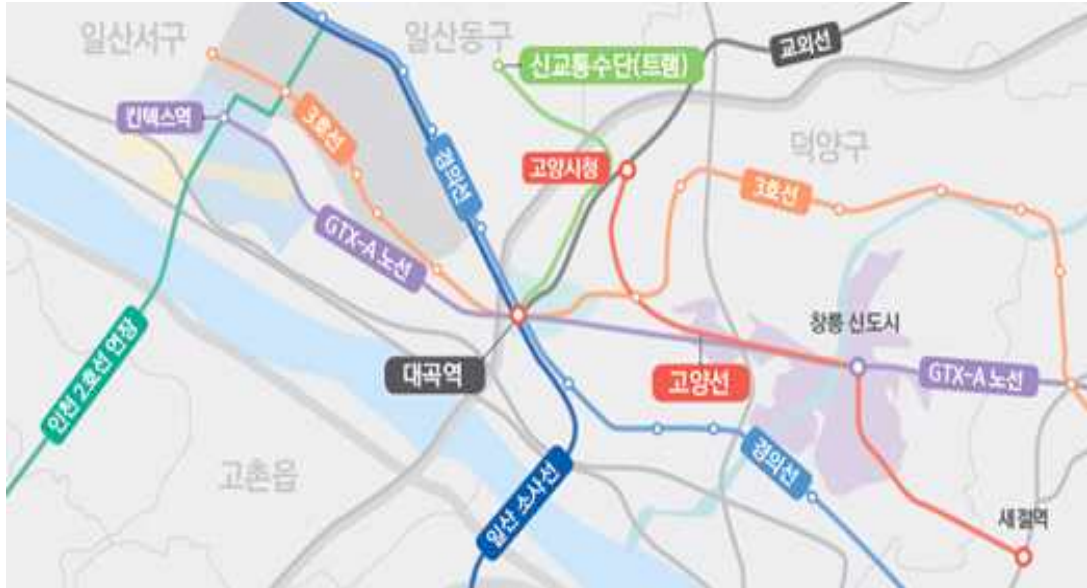 일산서구
일산동구
교외선
신교통수단(트램)
킨텍스역
3호선
경의선
고양시청
덕양구
3호선
GTX-A 노선
창릉 신도시
대곡역
고양선
GTX-A 노선
인천 2호선 연장
고촌읍
일산 소사선
경의선
새절역